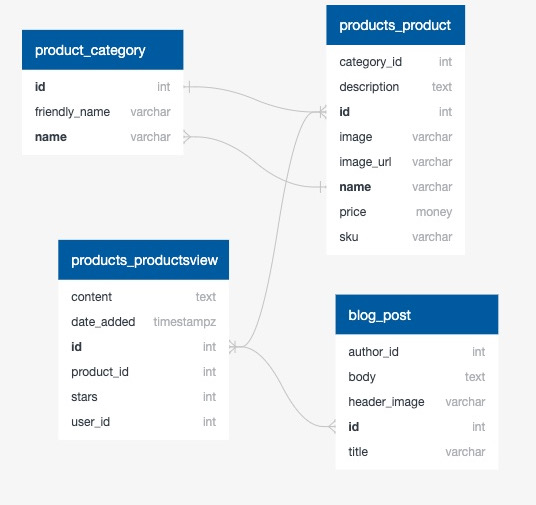 product_category
id int
friendly_name varchar
name varchar
products_product
category_id int
description text
id int
image varchar
image_url varchar
name varchar
price money
sku varchar
products_productsview
content text
date_added timestampz
id int
product_id int
stars int
user_id int
blog_post
author_id int
body text
header_image varchar
id int
title varchar